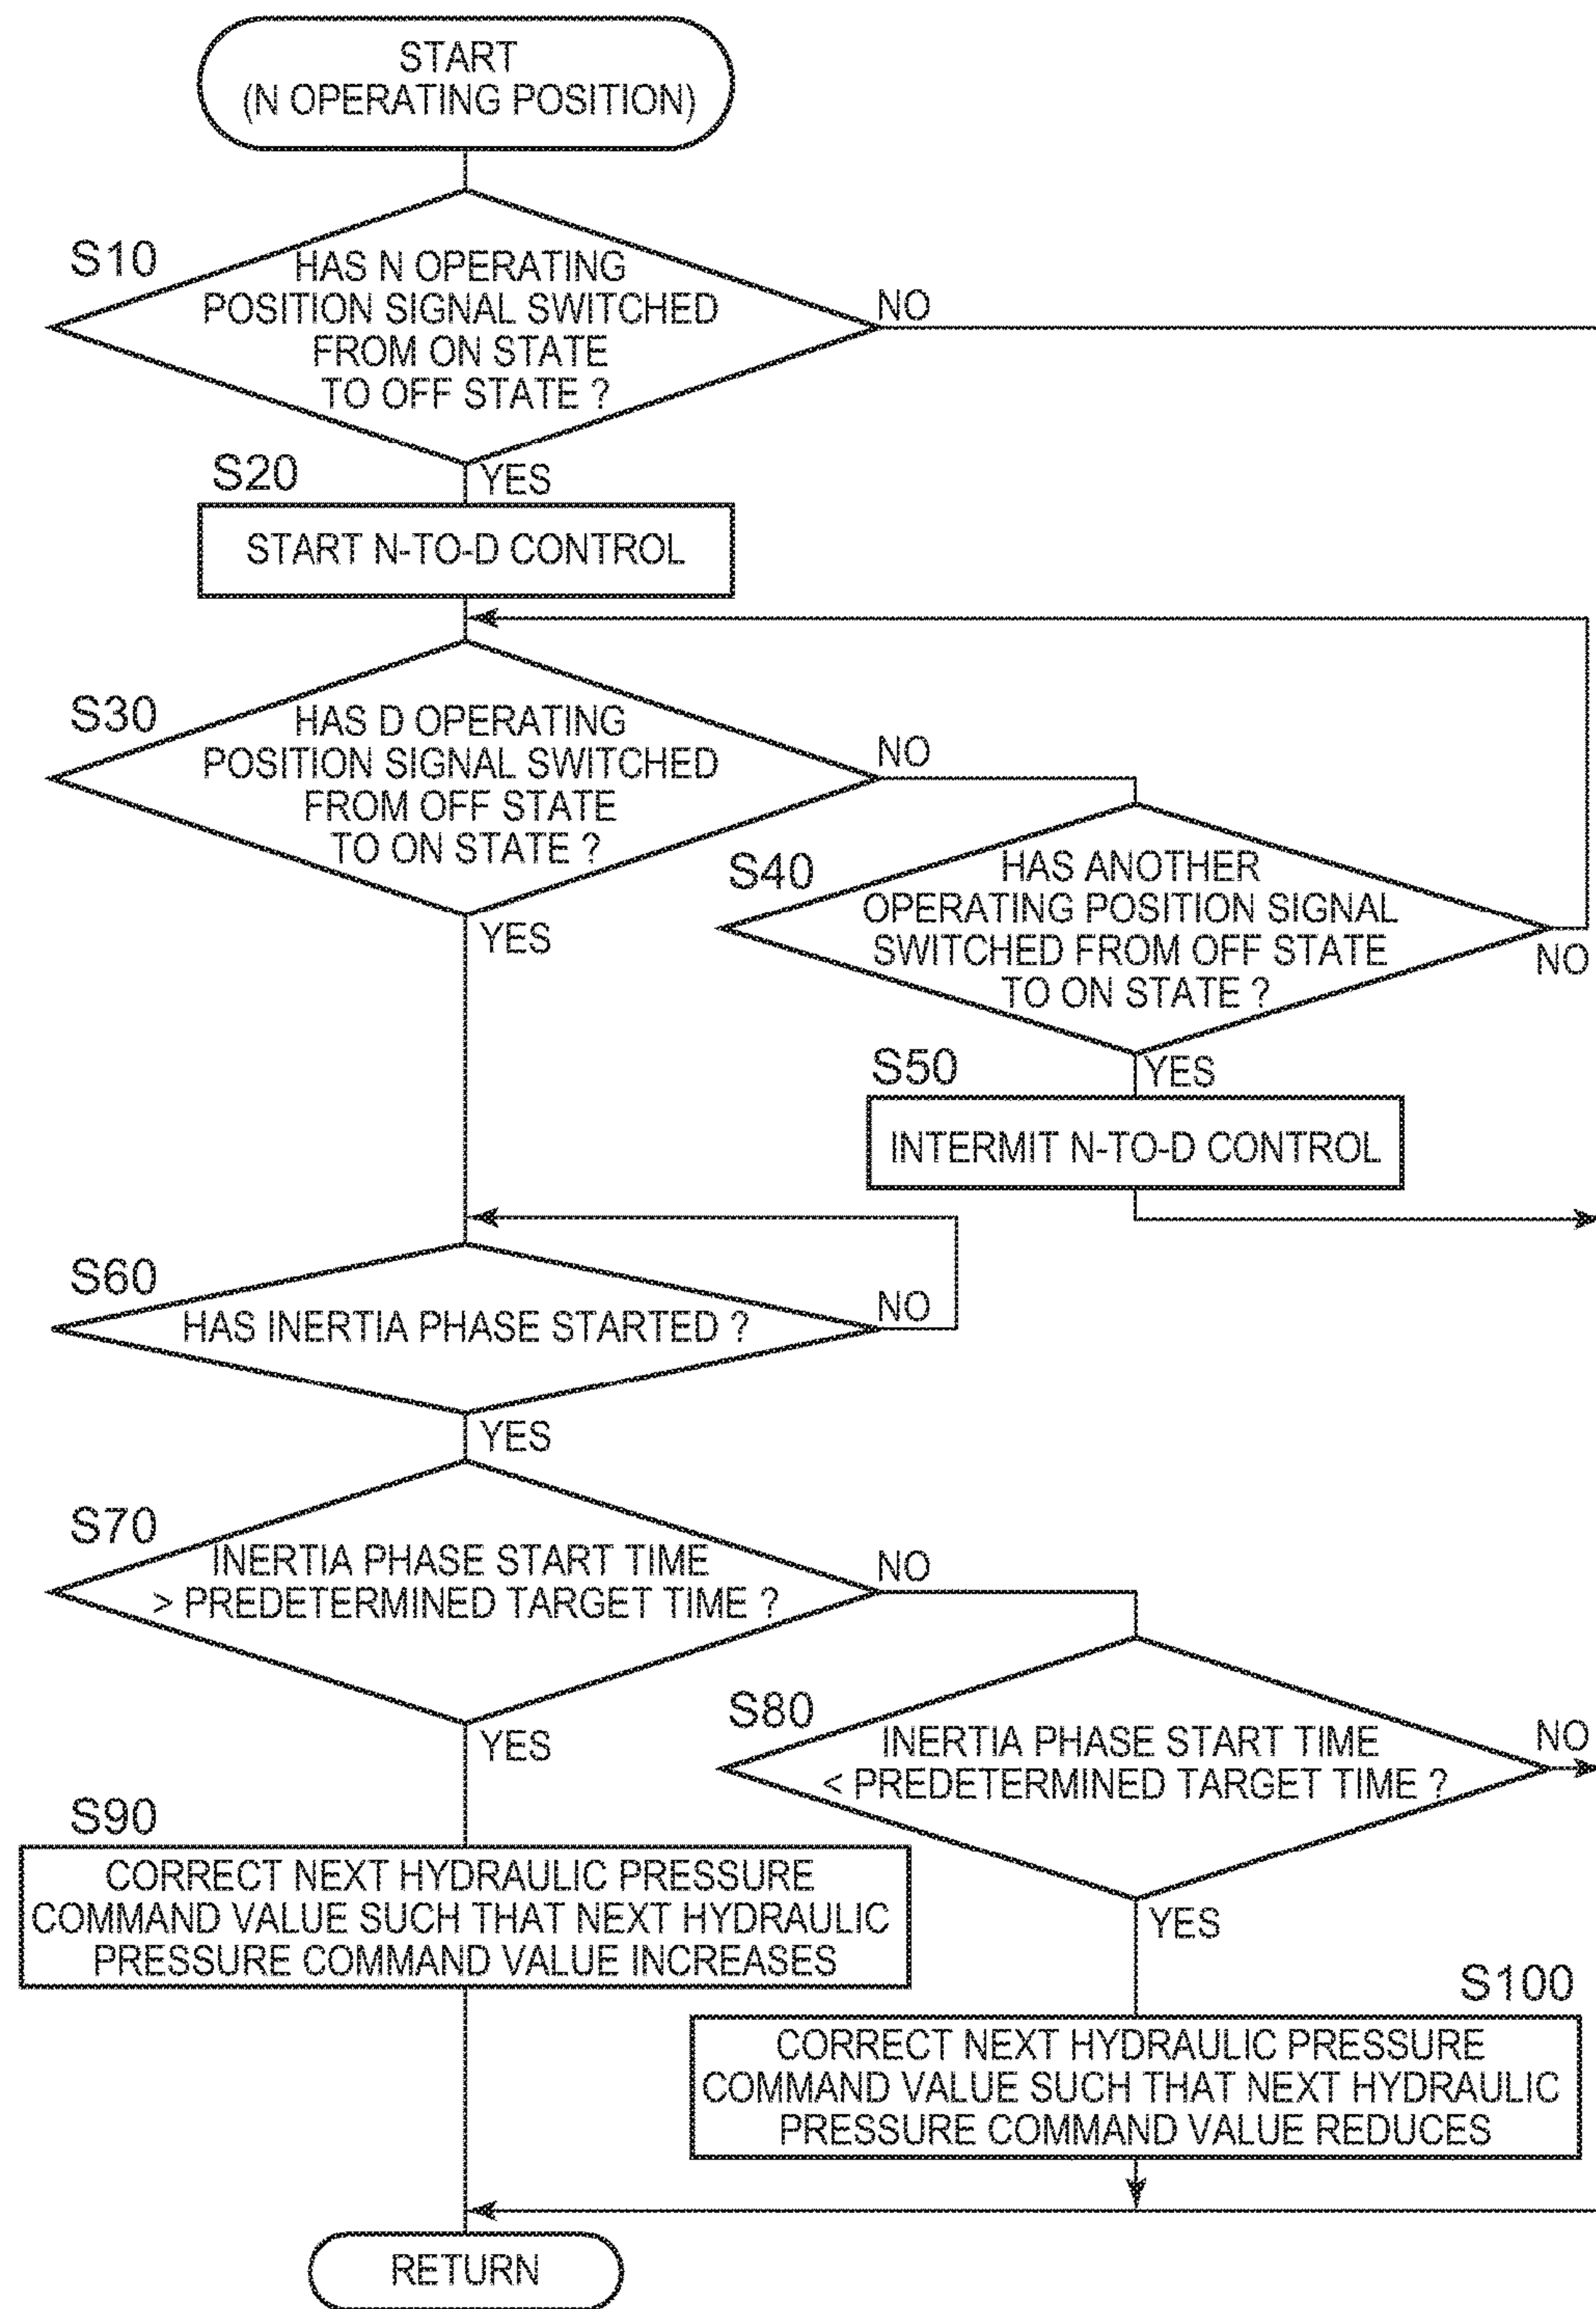 START
(N OPERATING POSITION)
S10
HAS N OPERATING
POSITION SIGNAL SWITCHED
FROM ON STATE
TO OFF STATE ?
NO
YES
S20
START N-TO-D CONTROL
S30
HAS D OPERATING
POSITION SIGNAL SWITCHED
FROM OFF STATE
TO ON STATE ?
NO
YES
S40
HAS ANOTHER
OPERATING POSITION SIGNAL
SWITCHED FROM OFF STATE
TO ON STATE ?
NO
YES
S50
INTERMIT N-TO-D CONTROL
S60
HAS INERTIA PHASE STARTED ?
NO
YES
S70
INERTIA PHASE START TIME
> PREDETERMINED TARGET TIME ?
NO
YES
S80
INERTIA PHASE START TIME
< PREDETERMINED TARGET TIME ?
NO
YES
S90
CORRECT NEXT HYDRAULIC PRESSURE
COMMAND VALUE SUCH THAT NEXT HYDRAULIC
PRESSURE COMMAND VALUE INCREASES
S100
CORRECT NEXT HYDRAULIC PRESSURE
COMMAND VALUE SUCH THAT NEXT HYDRAULIC
PRESSURE COMMAND VALUE REDUCES
RETURN